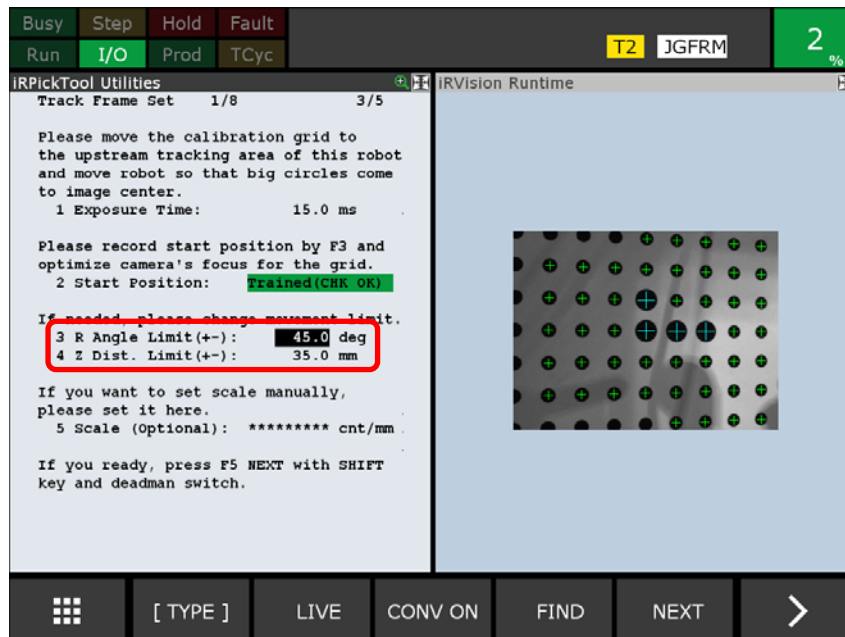 Busy Step Hold Fault
Run I/O Prod TCyc
T2 JGFRM
2 %
iRPickTool Utilities
Track Frame Set 1/8 3/5
Please move the calibration grid to
the upstream tracking area of this robot
and move robot so that big circles come
to image center.
1 Exposure Time: 15.0 ms
Please record start position by F3 and
optimize camera's focus for the grid.
2 Start Position: Trained(CHK OK)
If needed, please change movement limit.
3 R Angle Limit(+-): 45.0 deg
4 Z Dist. Limit(+-): 35.0 mm
If you want to set scale manually,
please set it here.
5 Scale (Optional): ********* cnt/mm
If you ready, press F5 NEXT with SHIFT
key and deadman switch.
iRVision Runtime
[ TYPE ] LIVE CONV ON FIND NEXT >